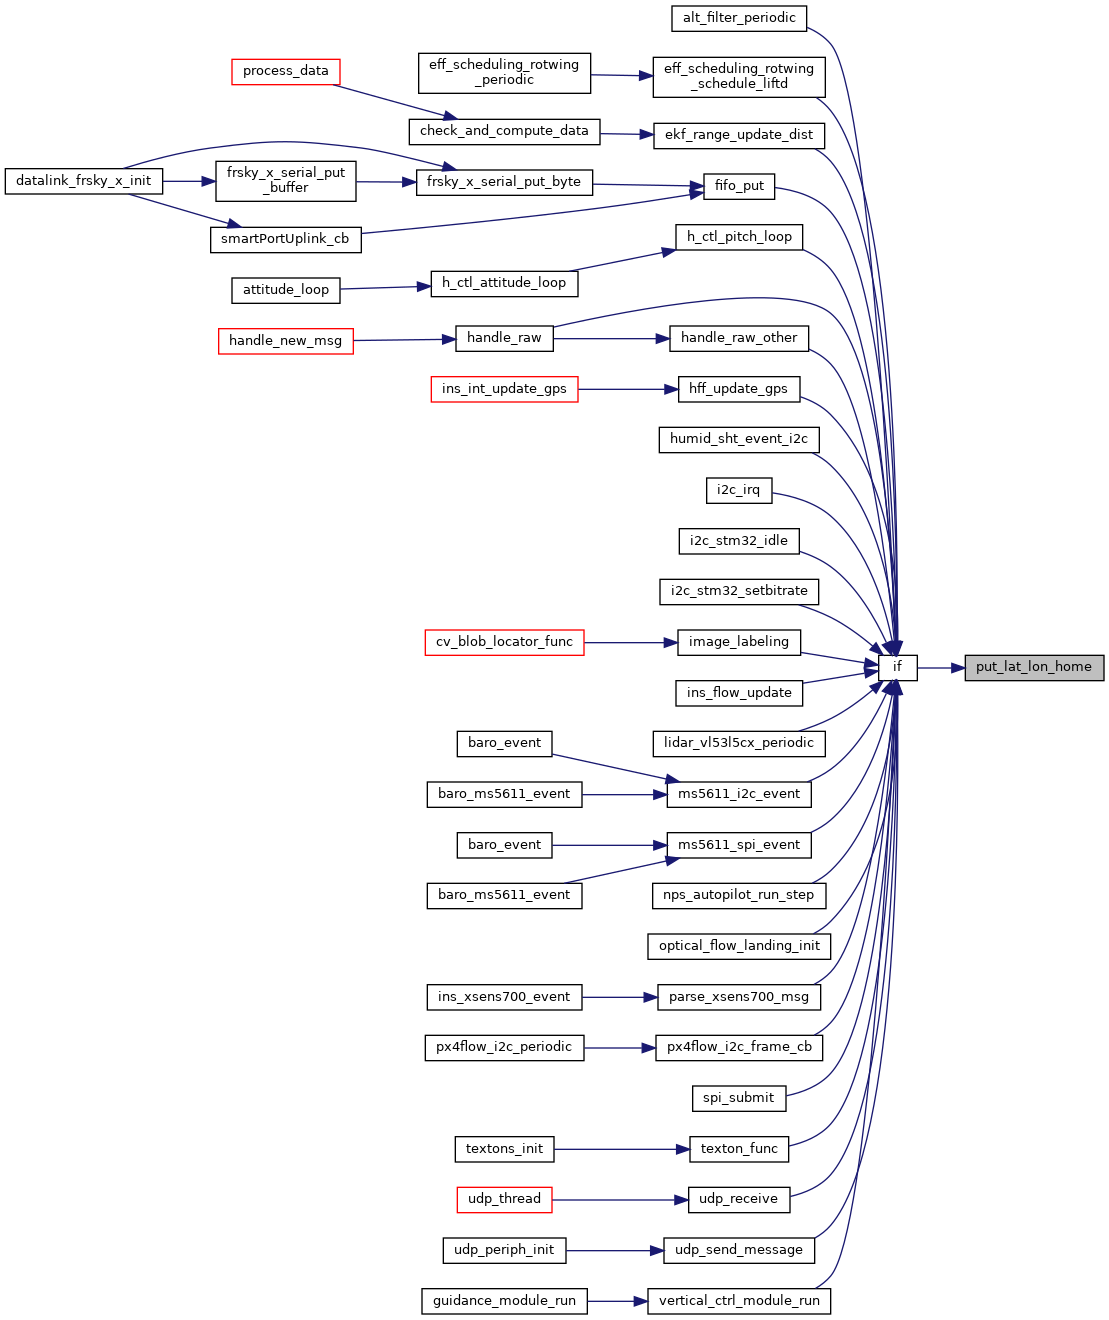 alt_filter_periodic
eff_scheduling_rotwing
_periodic
eff_scheduling_rotwing
_schedule_liftd
process_data
check_and_compute_data
ekf_range_update_dist
datalink_frsky_x_init
frsky_x_serial_put
_buffer
frsky_x_serial_put_byte
fifo_put
smartPortUplink_cb
h_ctl_pitch_loop
attitude_loop
h_ctl_attitude_loop
handle_new_msg
handle_raw
handle_raw_other
ins_int_update_gps
hff_update_gps
humid_sht_event_i2c
i2c_irq
i2c_stm32_idle
i2c_stm32_setbitrate
cv_blob_locator_func
image_labeling
if
put_lat_lon_home
ins_flow_update
baro_event
lidar_vl53l5cx_periodic
baro_ms5611_event
ms5611_i2c_event
baro_event
ms5611_spi_event
baro_ms5611_event
nps_autopilot_run_step
optical_flow_landing_init
ins_xsens700_event
parse_xsens700_msg
px4flow_i2c_periodic
px4flow_i2c_frame_cb
spi_submit
textons_init
texton_func
udp_thread
udp_receive
udp_periph_init
udp_send_message
guidance_module_run
vertical_ctrl_module_run